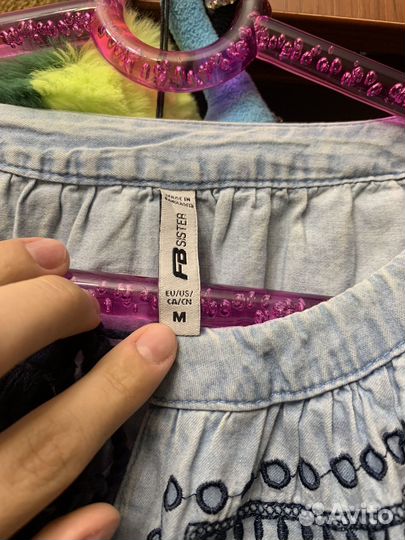 MADE IN
BANGLADESH
FB SISTER
EU/US/
CA/CN
M
Avito